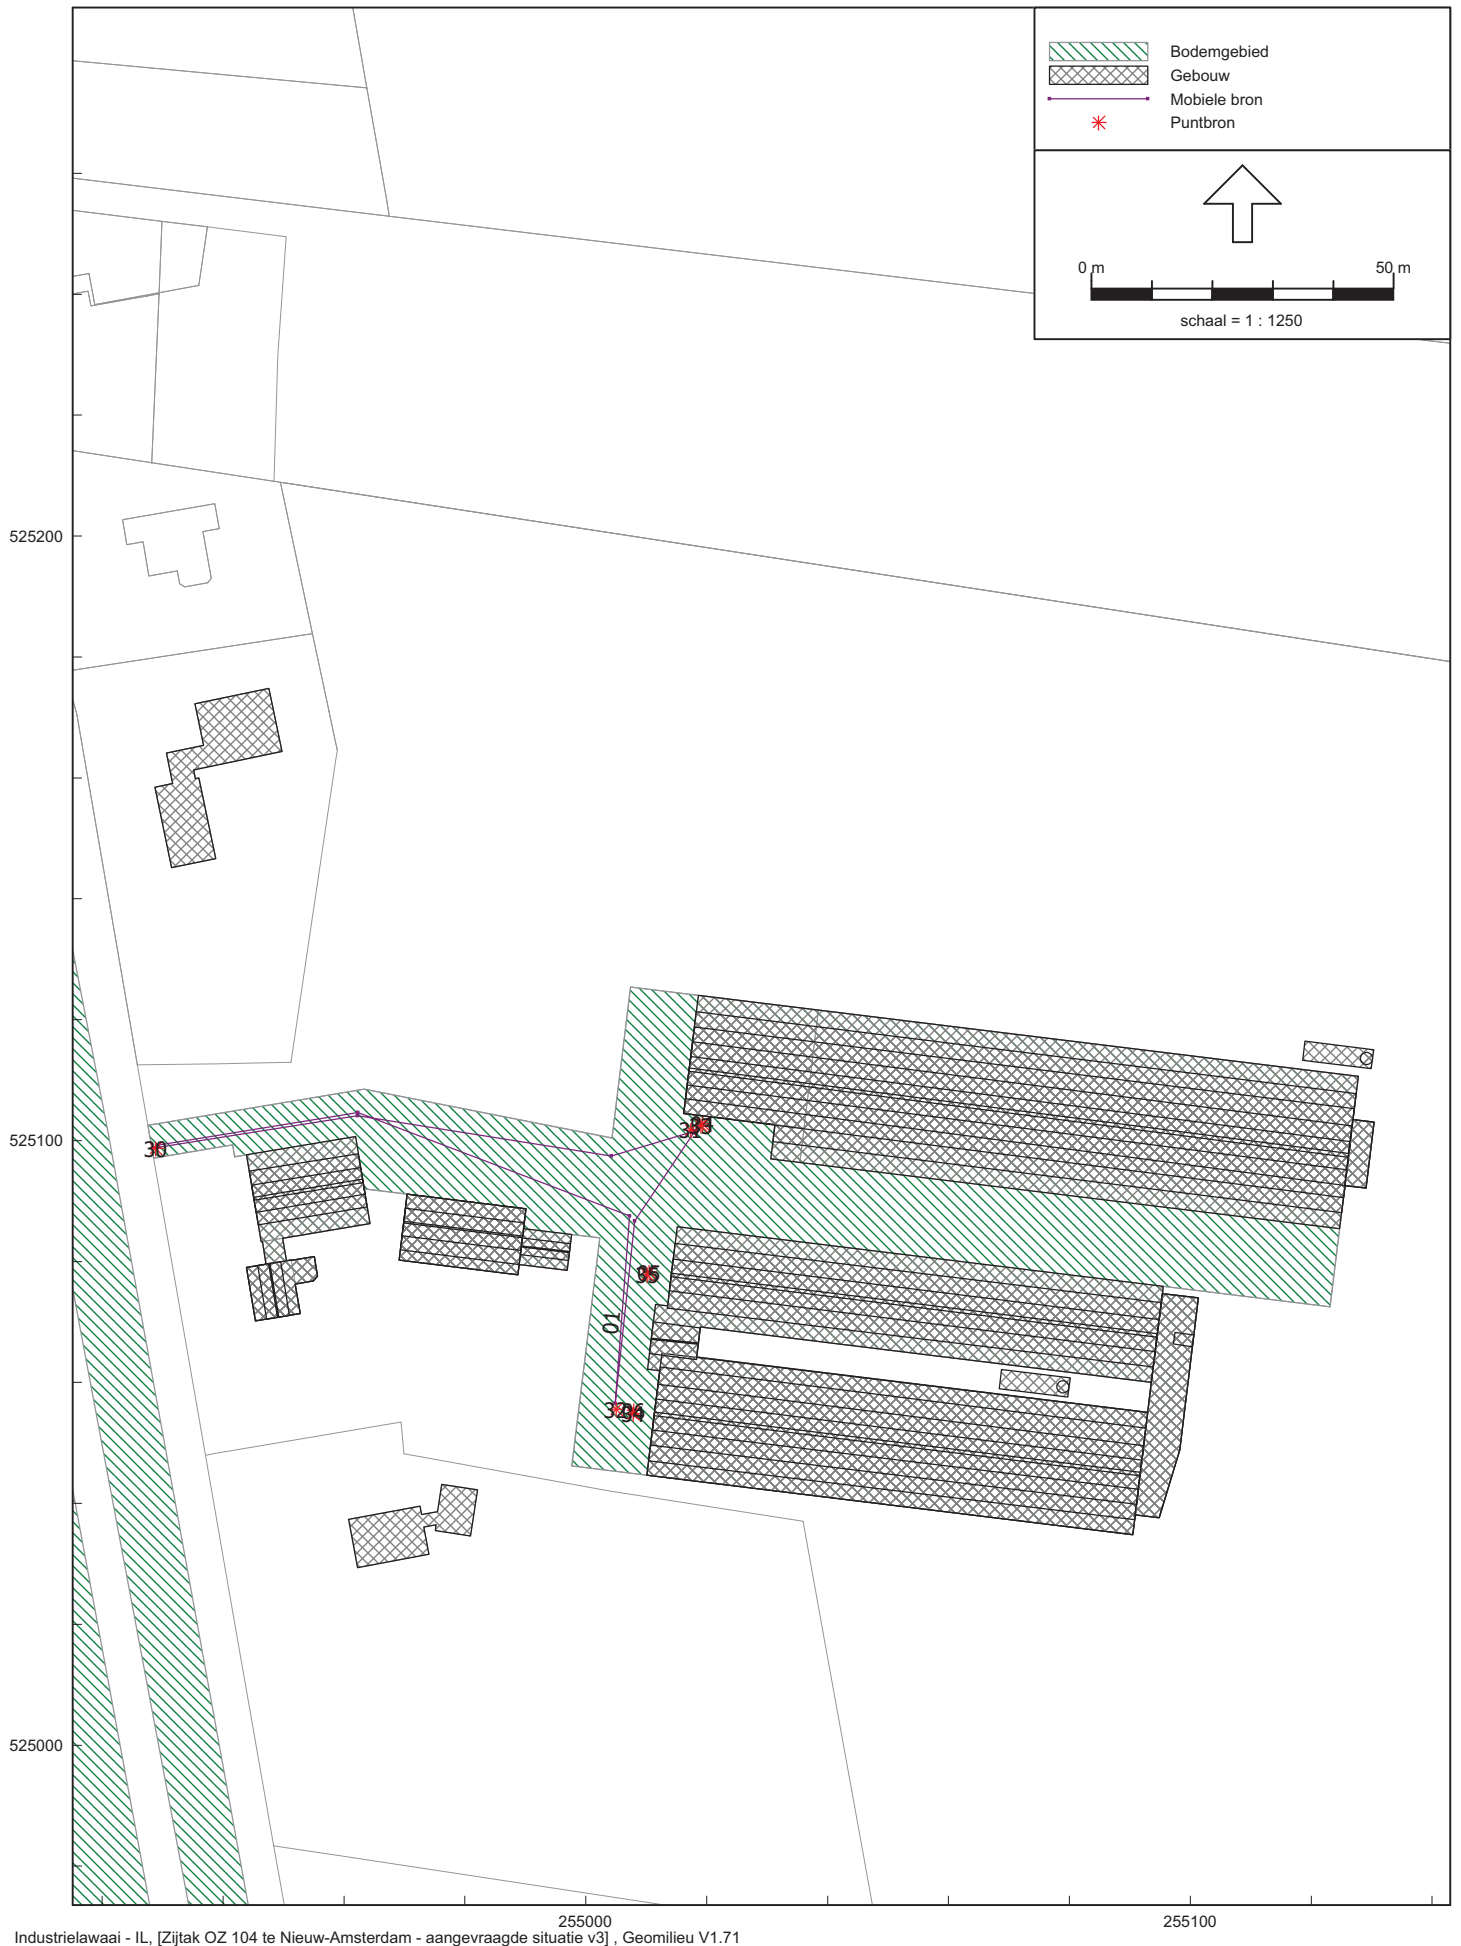 Bodemgebied
Gebouw
Mobiele bron
Puntbron
0 m 50 m
schaal = 1 : 1250
525200
525100
30
35
01
525000
255000 255100
Industrielawaai - IL, [Zijtak OZ 104 te Nieuw-Amsterdam - aangevraagde situatie v3] , Geomilieu V1.71